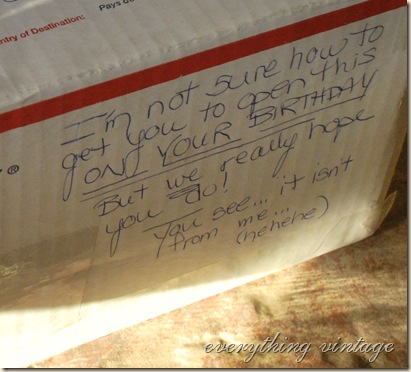 Pays de
ntry of Destination:
®
I'm not sure how to
get you to open this
ON YOUR BIRTHDAY
But we really hope
you do!
You see... it isn't
from me...
(hehehe)
everything vintage